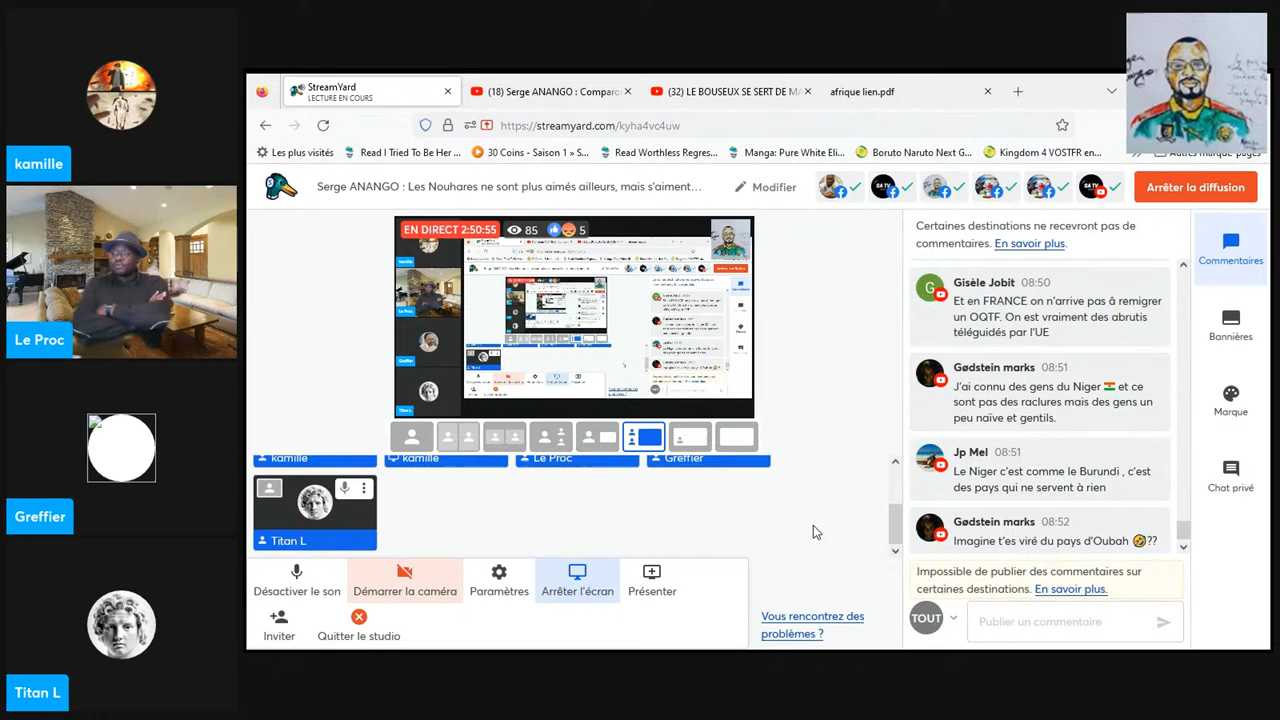 kamille
Le Proc
Greffier
Titan L
StreamYard
LECTURE EN COURS
(18) Serge ANANGO : Comparo
(32) LE BOUSEUX SE SERT DE MA
afrique lien.pdf
https://streamyard.com/kyha4vc4uw
Les plus visités
Read I Tried To Be Her ...
30 Coins - Saison 1 » S...
Read Worthless Regres...
Manga: Pure White Eli...
Boruto Naruto Next G...
Kingdom 4 VOSTFR en...
Autres marque-pages
Serge ANANGO : Les Nouhares ne sont plus aimés ailleurs, mais s'aiment...
Modifier
Arrêter la diffusion
EN DIRECT 2:50:55
85
5
kamille
kamille
Le Proc
Greffier
Titan L
Désactiver le son
Démarrer la caméra
Paramètres
Arrêter l'écran
Présenter
Inviter
Quitter le studio
Vous rencontrez des
problèmes ?
Certaines destinations ne recevront pas de
commentaires. En savoir plus.
Gisèle Jobit 08:50
Et en FRANCE on n'arrive pas à remigrer
un OQTF. On est vraiment des abrutis
téléguidés par l'UE
Gødstein marks 08:51
J'ai connu des gens du Niger 🇳🇪 et ce
sont pas des raclures mais des gens un
peu naïve et gentils.
Jp Mel 08:51
Le Niger c'est comme le Burundi , c'est
des pays qui ne servent à rien
Gødstein marks 08:52
Imagine t'es viré du pays d'Oubah 🤣??
Impossible de publier des commentaires sur
certaines destinations. En savoir plus.
TOUT
Publier un commentaire
Commentaires
Bannières
Marque
Chat privé